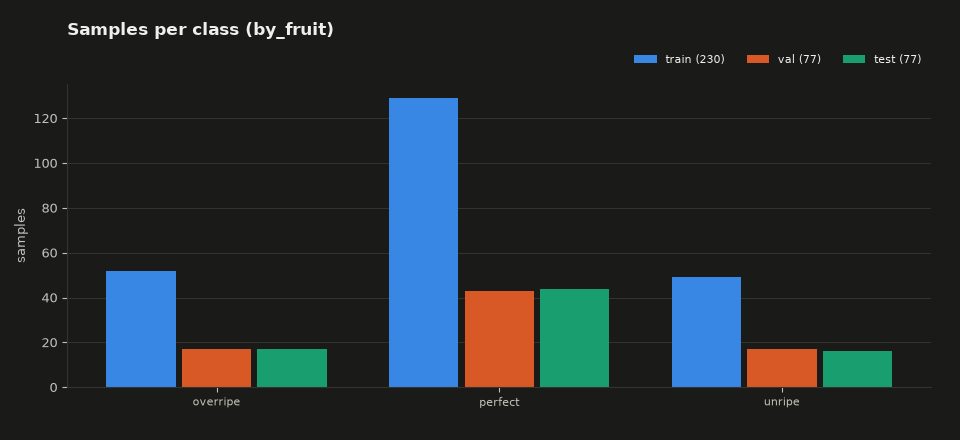 Samples per class (by_fruit)
train (230) val (77) test (77)
120
100
80
60
40
20
0
samples
overripe perfect unripe